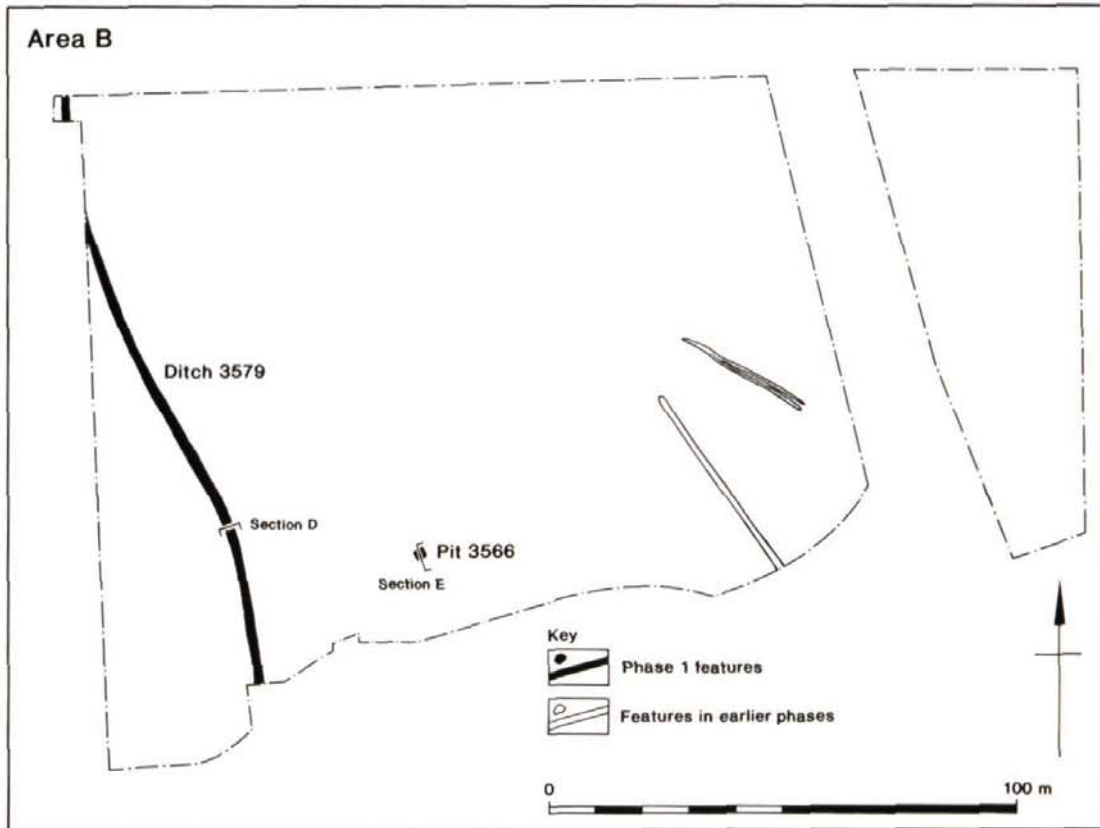 Area B
Ditch 3579
Section D
Pit 3566
Section E
Key
Phase 1 features
Features in earlier phases
0 100 m